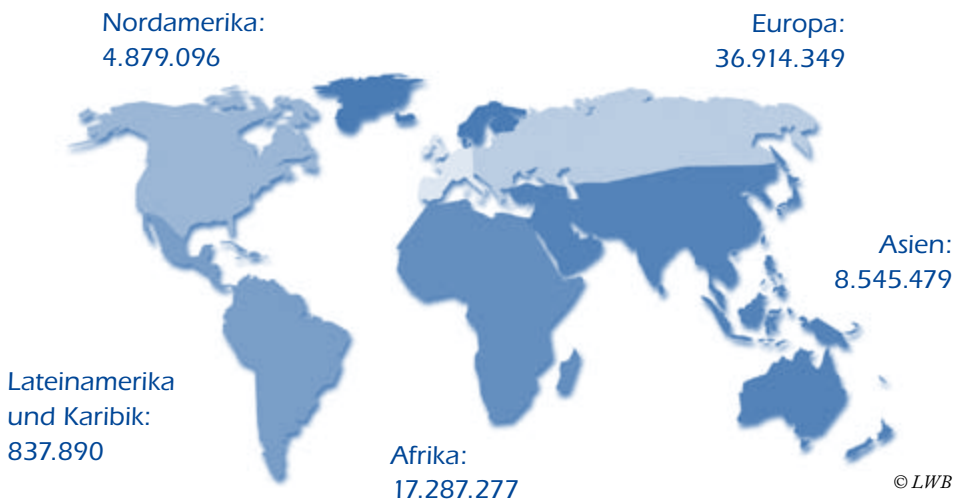 Nordamerika:
4.879.096
Europa:
36.914.349
Asien:
8.545.479
Lateinamerika
und Karibik:
837.890
Afrika:
17.287.277
© LWB